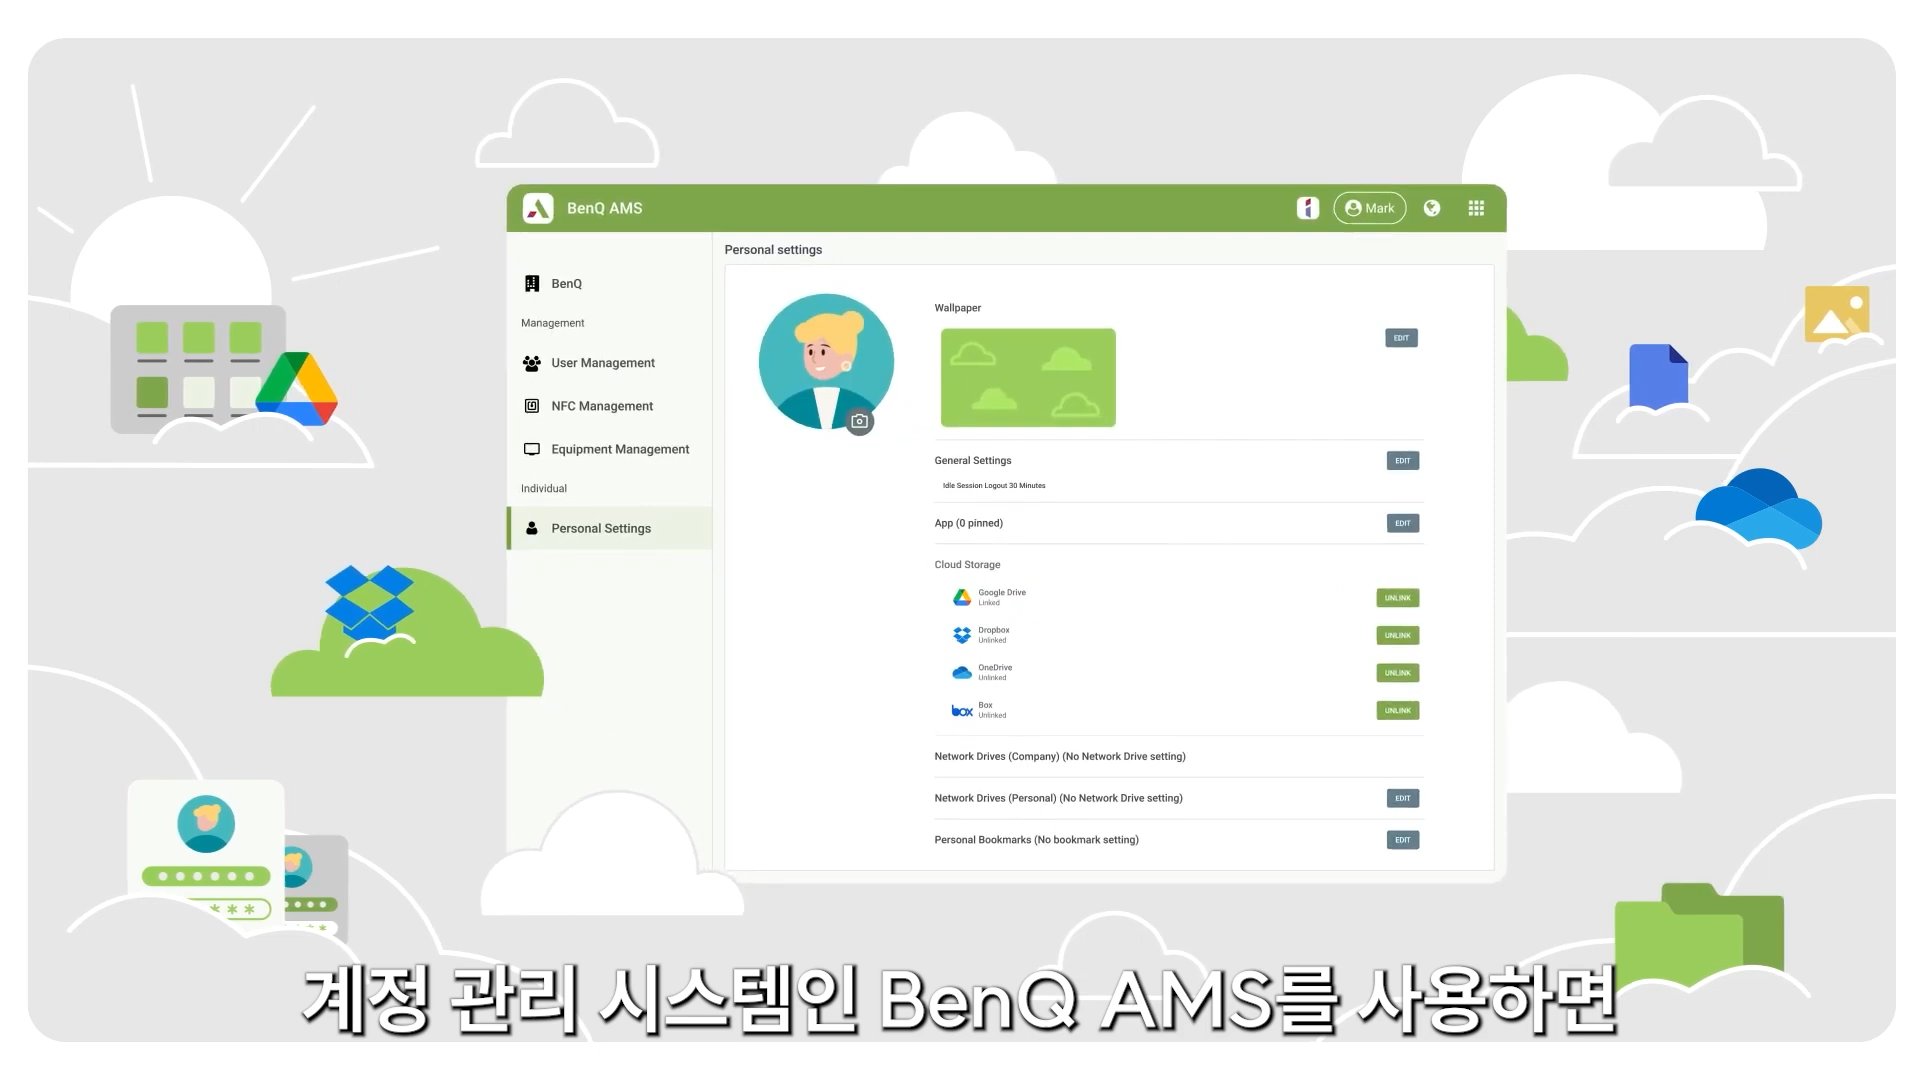 BenQ AMS
Mark
Personal settings
BenQ
Management
User Management
NFC Management
Equipment Management
Individual
Personal Settings
Wallpaper
EDIT
General Settings
EDIT
Idle Session Logout 30 Minutes
App (0 pinned)
EDIT
Cloud Storage
Google Drive
Linked
UNLINK
Dropbox
Unlinked
UNLINK
OneDrive
Unlinked
UNLINK
box
Box
Unlinked
UNLINK
Network Drives (Company) (No Network Drive setting)
Network Drives (Personal) (No Network Drive setting)
EDIT
Personal Bookmarks (No bookmark setting)
EDIT
계정 관리 시스템인 BenQ AMS를 사용하면